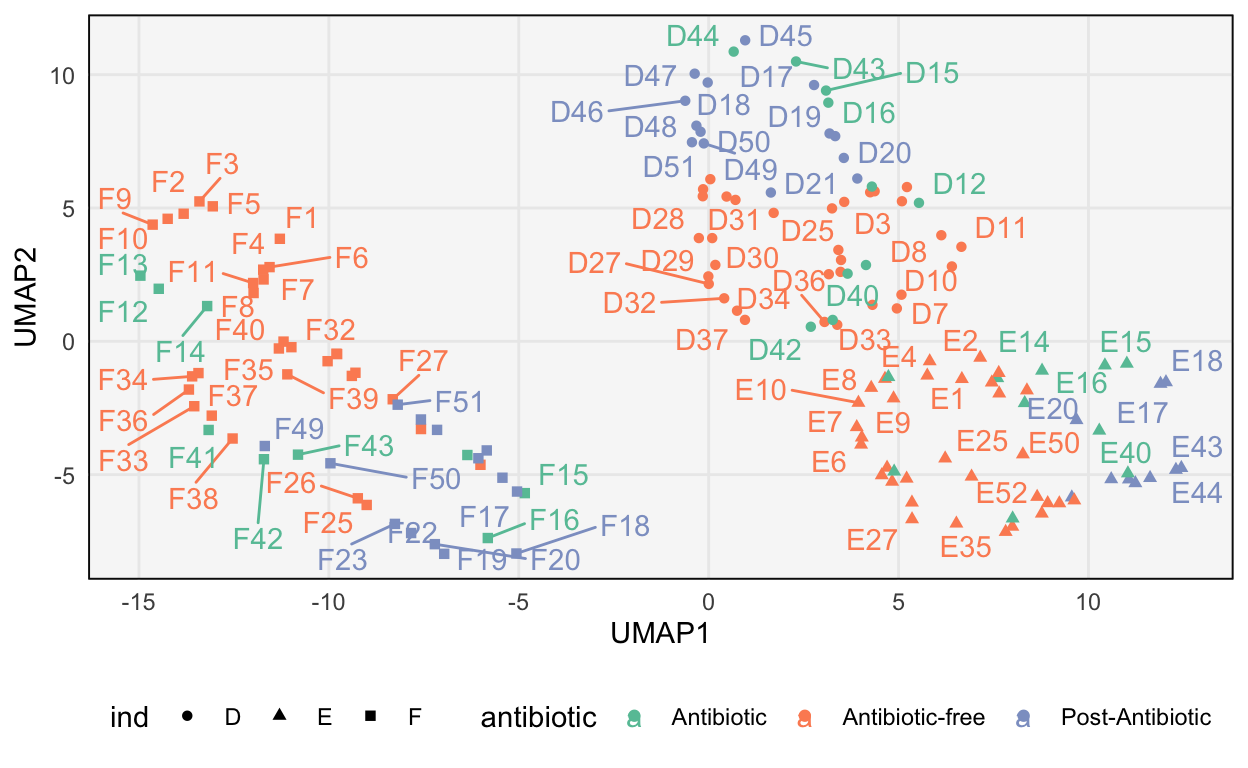 D44 D45
10 D47 D17 D43 D15
D46 D18 D19 D16
D48 D50
F3 D51 D49 D20
F2 D21 D12
F9 F5
5 F1 D28 D31 D25 D3 D11
F10 F4 D8
F13 F11 F6 D27 D29 D30
F7 D36 D10
F12 F8 D32 D34 D40 D7
F40 F32 D37 D33
0 F14 D42 E4 E2 E14 E15
F34 F35 F27 E8 E18
F37 F39 E10 E1 E16
F36 F51 E20 E17
F49 E7 E9
F33 F41 F43 E6 E25 E50 E43
E40
-5 F38 F26 F50 F15 E52 E44
F25 F17 F16
F42 F22 F18 E27
F23 F19 F20 E35
-15 -10 -5 0 5 10
UMAP1
UMAP2
ind D E F antibiotic a Antibiotic a Antibiotic-free a Post-Antibiotic